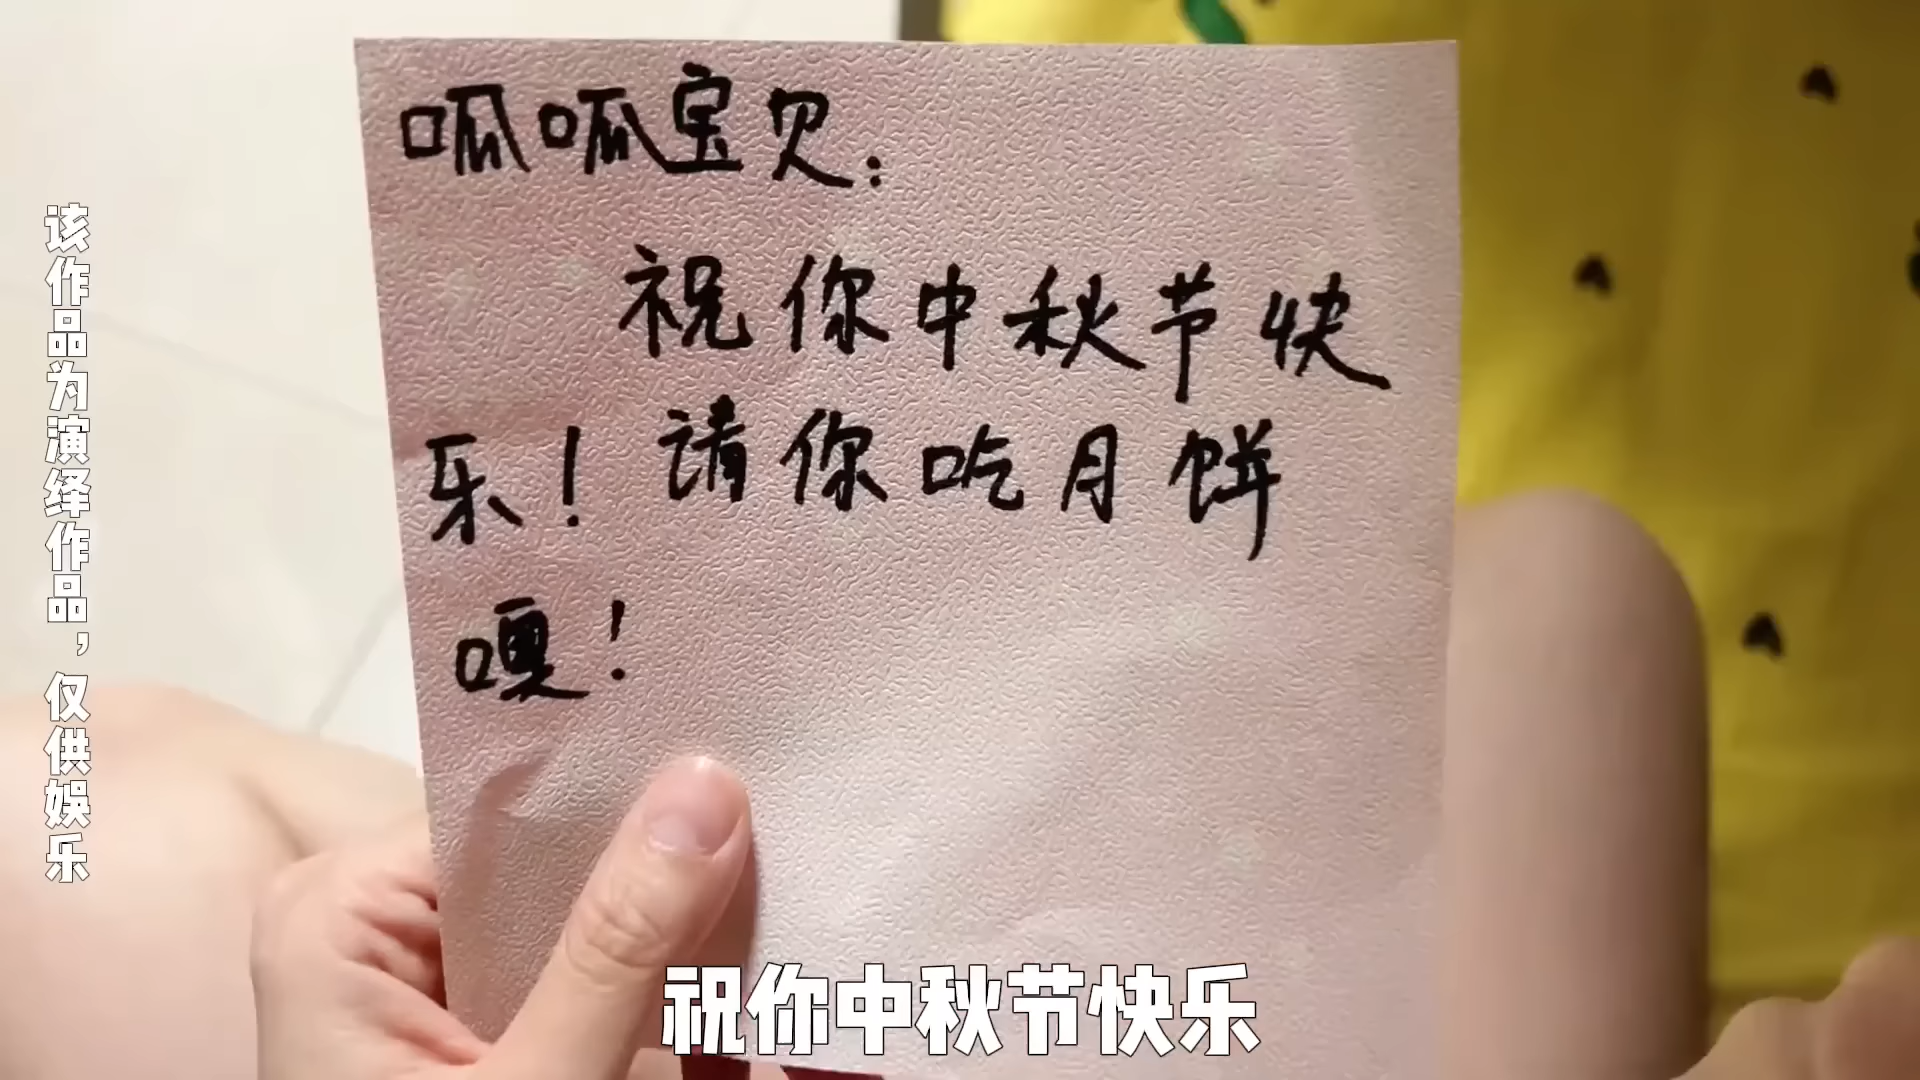 呱呱宝贝：
祝你中秋节快
乐！请你吃月饼
噢！
该作品为演绎作品，仅供娱乐
祝你中秋节快乐